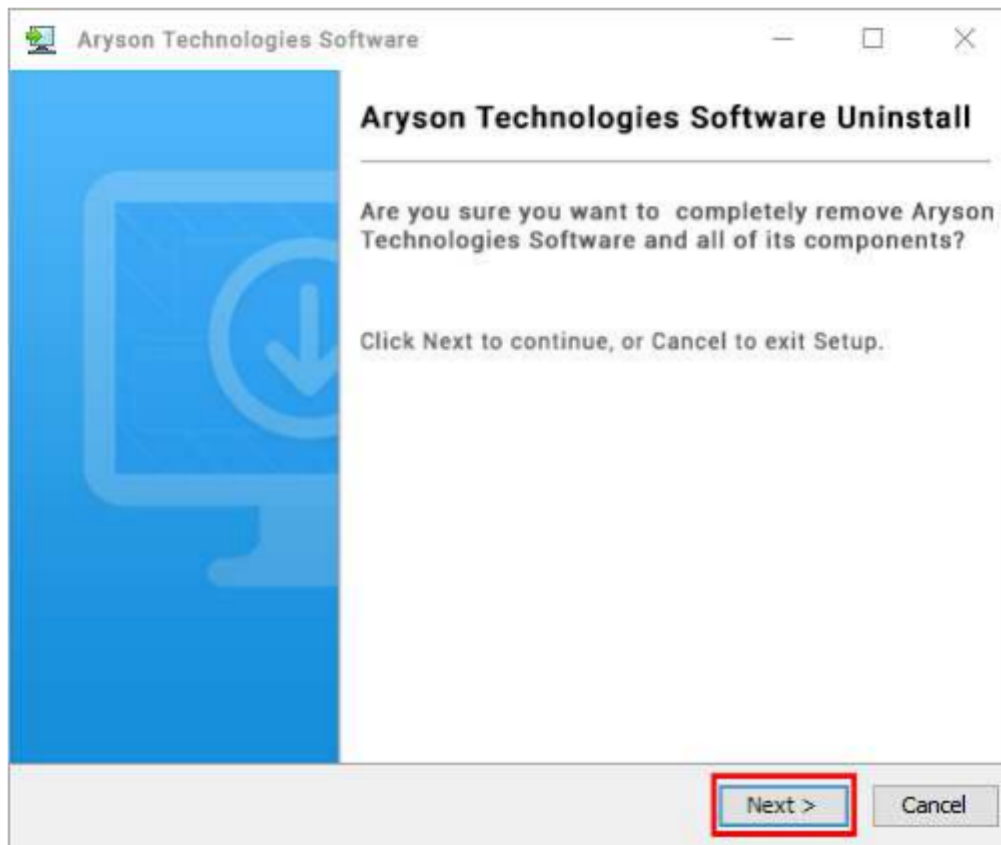 Aryson Technologies Software
Aryson Technologies Software Uninstall
Are you sure you want to  completely remove Aryson
Technologies Software and all of its components?
Click Next to continue, or Cancel to exit Setup.
Next >
Cancel